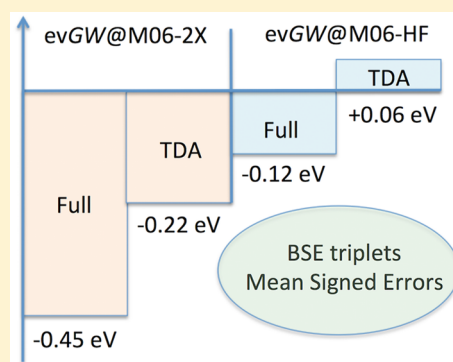 evGW@M06-2X
evGW@M06-HF
TDA
+0.06 eV
Full
-0.12 eV
TDA
-0.22 eV
Full
-0.45 eV
BSE triplets
Mean Signed Errors